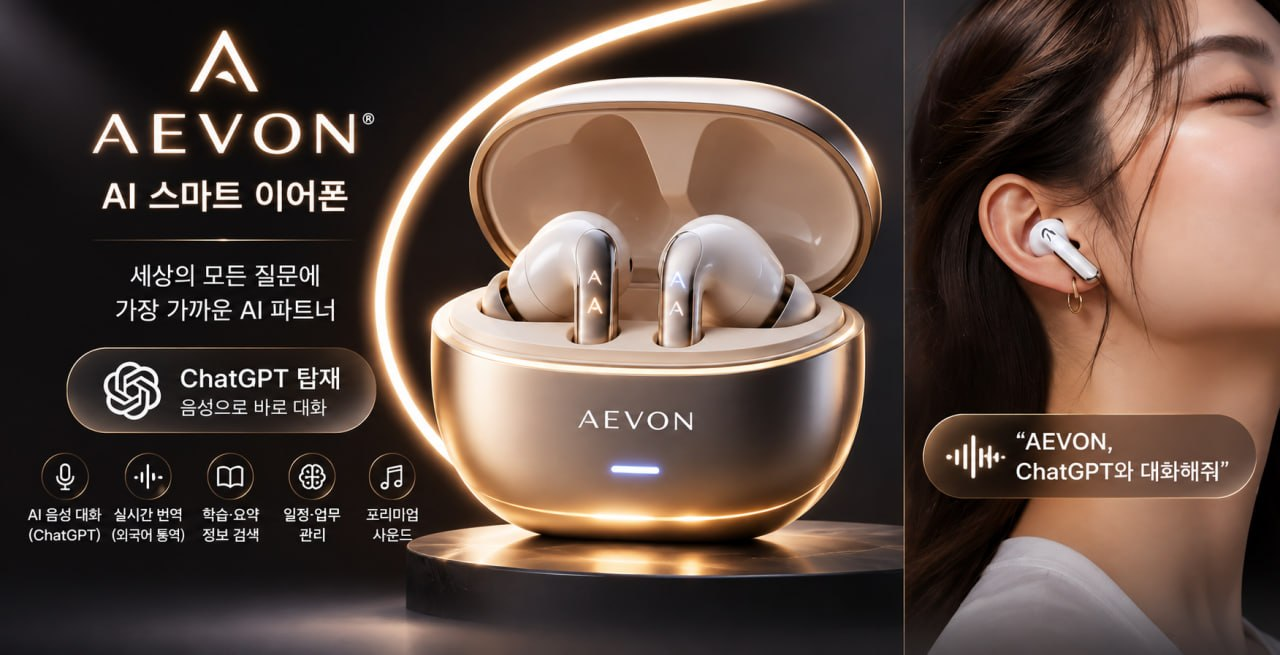 AEVON®
AI 스마트 이어폰
세상의 모든 질문에
가장 가까운 AI 파트너
ChatGPT 탑재
음성으로 바로 대화
AI 음성 대화
(ChatGPT)
실시간 번역
(외국어 통역)
학습·요약
정보 검색
일정·업무
관리
포리미업
사운드
A
A
A
A
AEVON
“AEVON,
ChatGPT와 대화해줘”